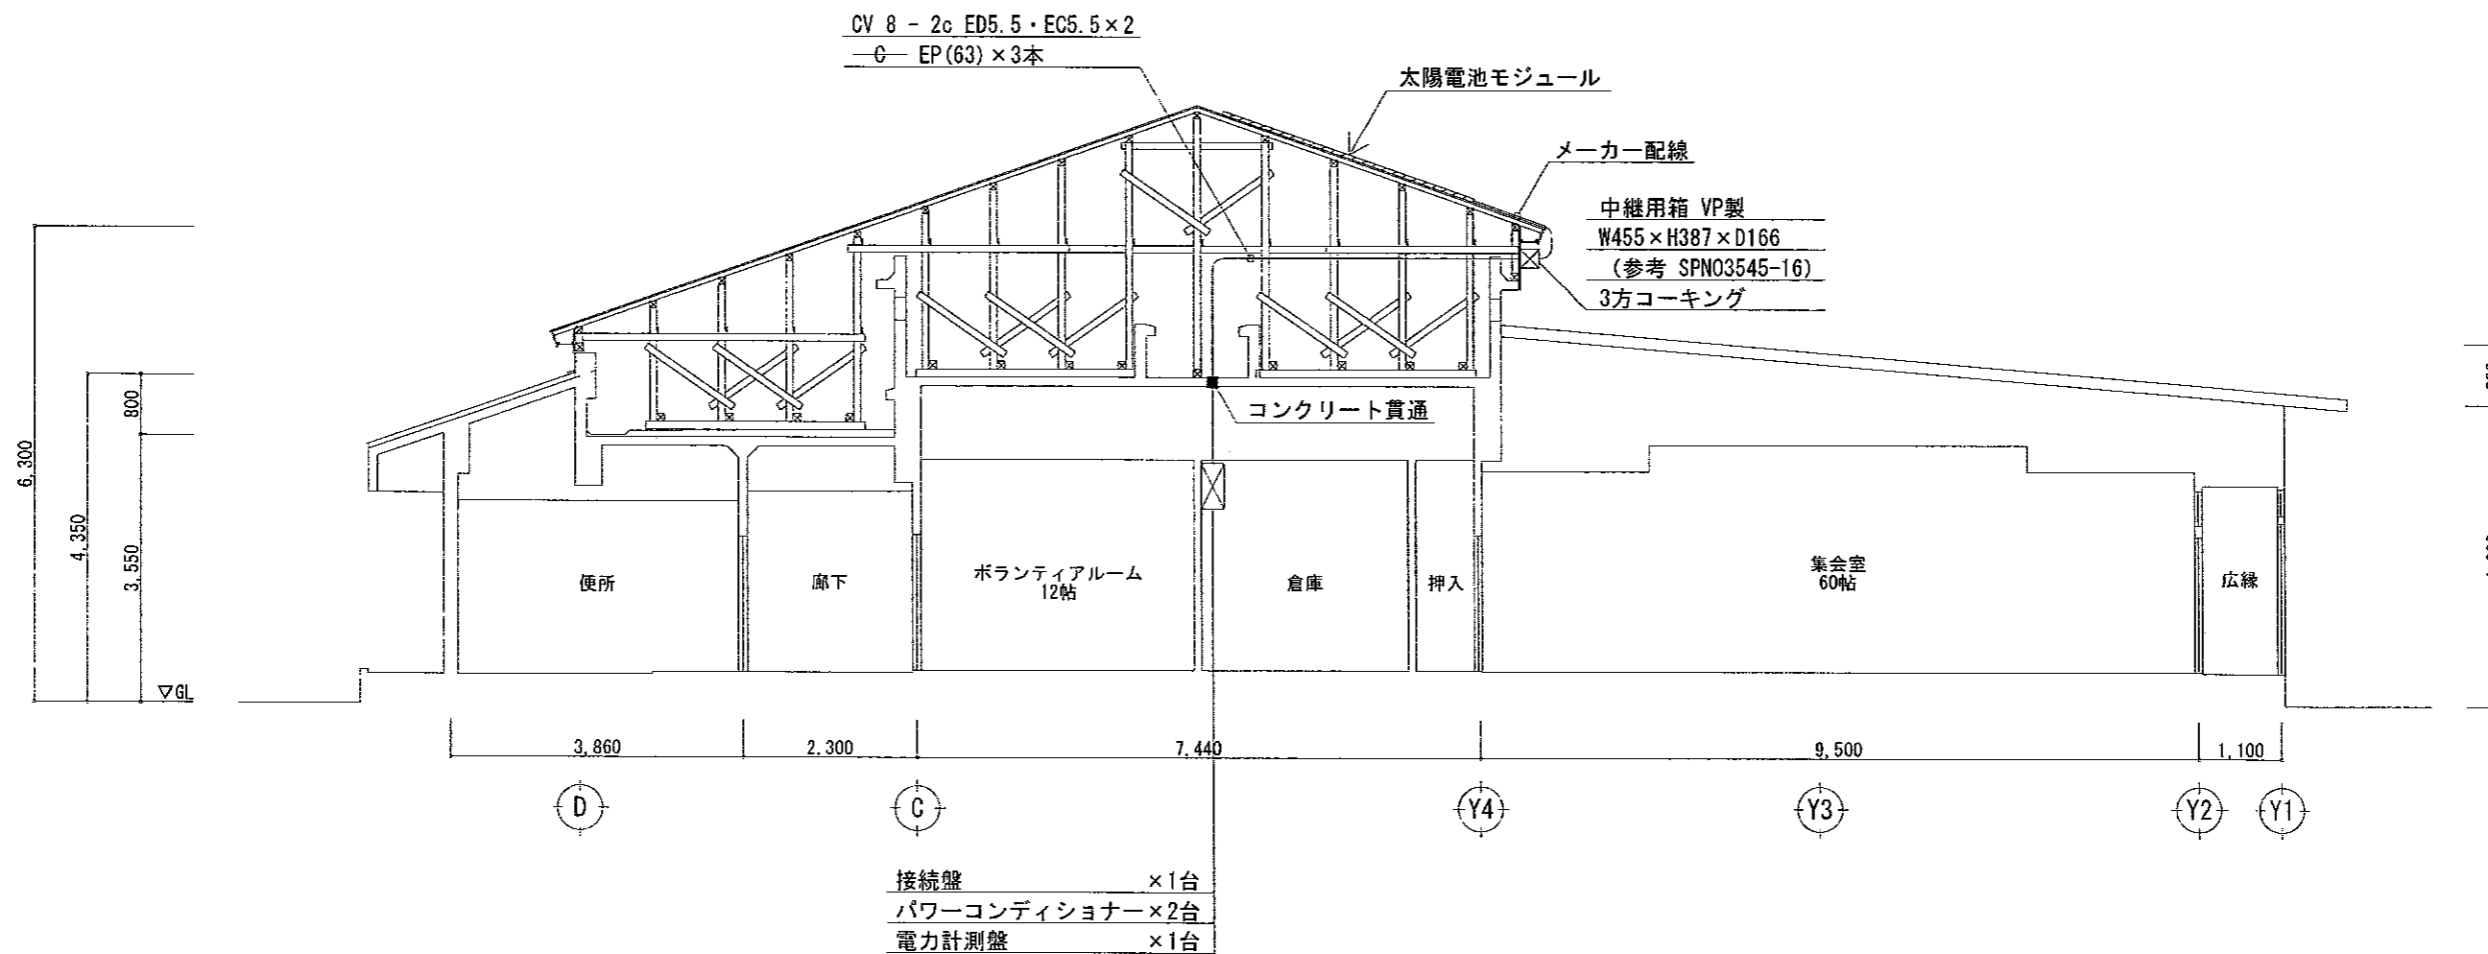 CV 8 - 2c ED5.5・EC5.5×2
C EP(63)×3本
太陽電池モジュール
メーカー配線
中継用箱 VP製
W455×H387×D166
(参考 SPN03545-16)
3方コーキング
コンクリート貫通
6,300
4,350
800
3,550
▽GL
便所
廊下
ボランティアルーム
12帖
倉庫
押入
集会室
60帖
広縁
3,860
2.300
7,440
9,500
1,100
D
C
Y4
Y3
Y2
Y1
接続盤 ×1台
パワーコンディショナー×2台
電力計測盤 ×1台